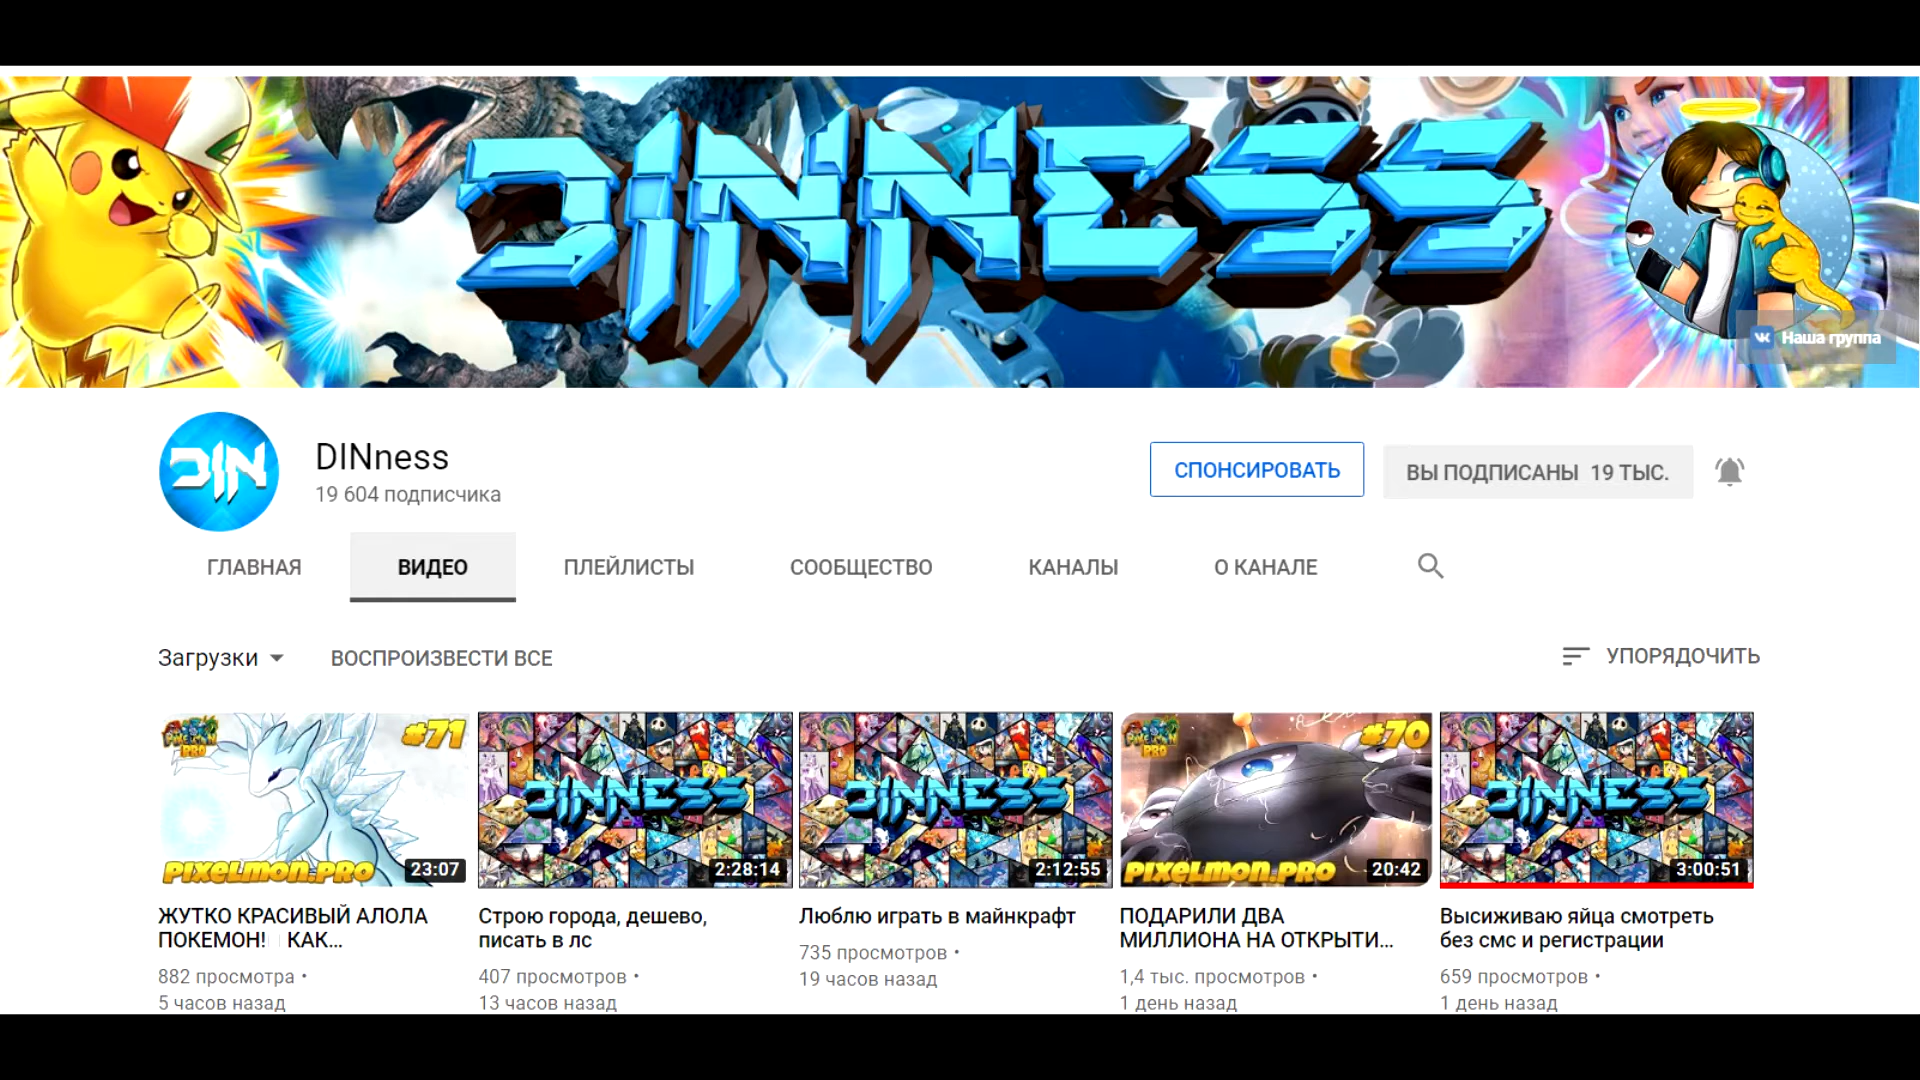 DINNESS
Наша группа
DIN
DINness
19 604 подписчика
СПОНСИРОВАТЬ
ВЫ ПОДПИСАНЫ 19 ТЫС.
ГЛАВНАЯ
ВИДЕО
ПЛЕЙЛИСТЫ
СООБЩЕСТВО
КАНАЛЫ
О КАНАЛЕ
Загрузки
ВОСПРОИЗВЕСТИ ВСЕ
УПОРЯДОЧИТЬ
PIXELMON PRO
#71
PIXELMON.PRO
23:07
ЖУТКО КРАСИВЫЙ АЛОЛА
ПОКЕМОН! КАК...
882 просмотра •
5 часов назад
DINNESS
2:28:14
Строю города, дешево,
писать в лс
407 просмотров •
13 часов назад
DINNESS
2:12:55
Люблю играть в майнкрафт
735 просмотров •
19 часов назад
PIXELMON PRO
#70
PIXELMON.PRO
20:42
ПОДАРИЛИ ДВА
МИЛЛИОНА НА ОТКРЫТИ...
1,4 тыс. просмотров •
1 день назад
DINNESS
3:00:51
Высиживаю яйца смотреть
без смс и регистрации
659 просмотров •
1 день назад